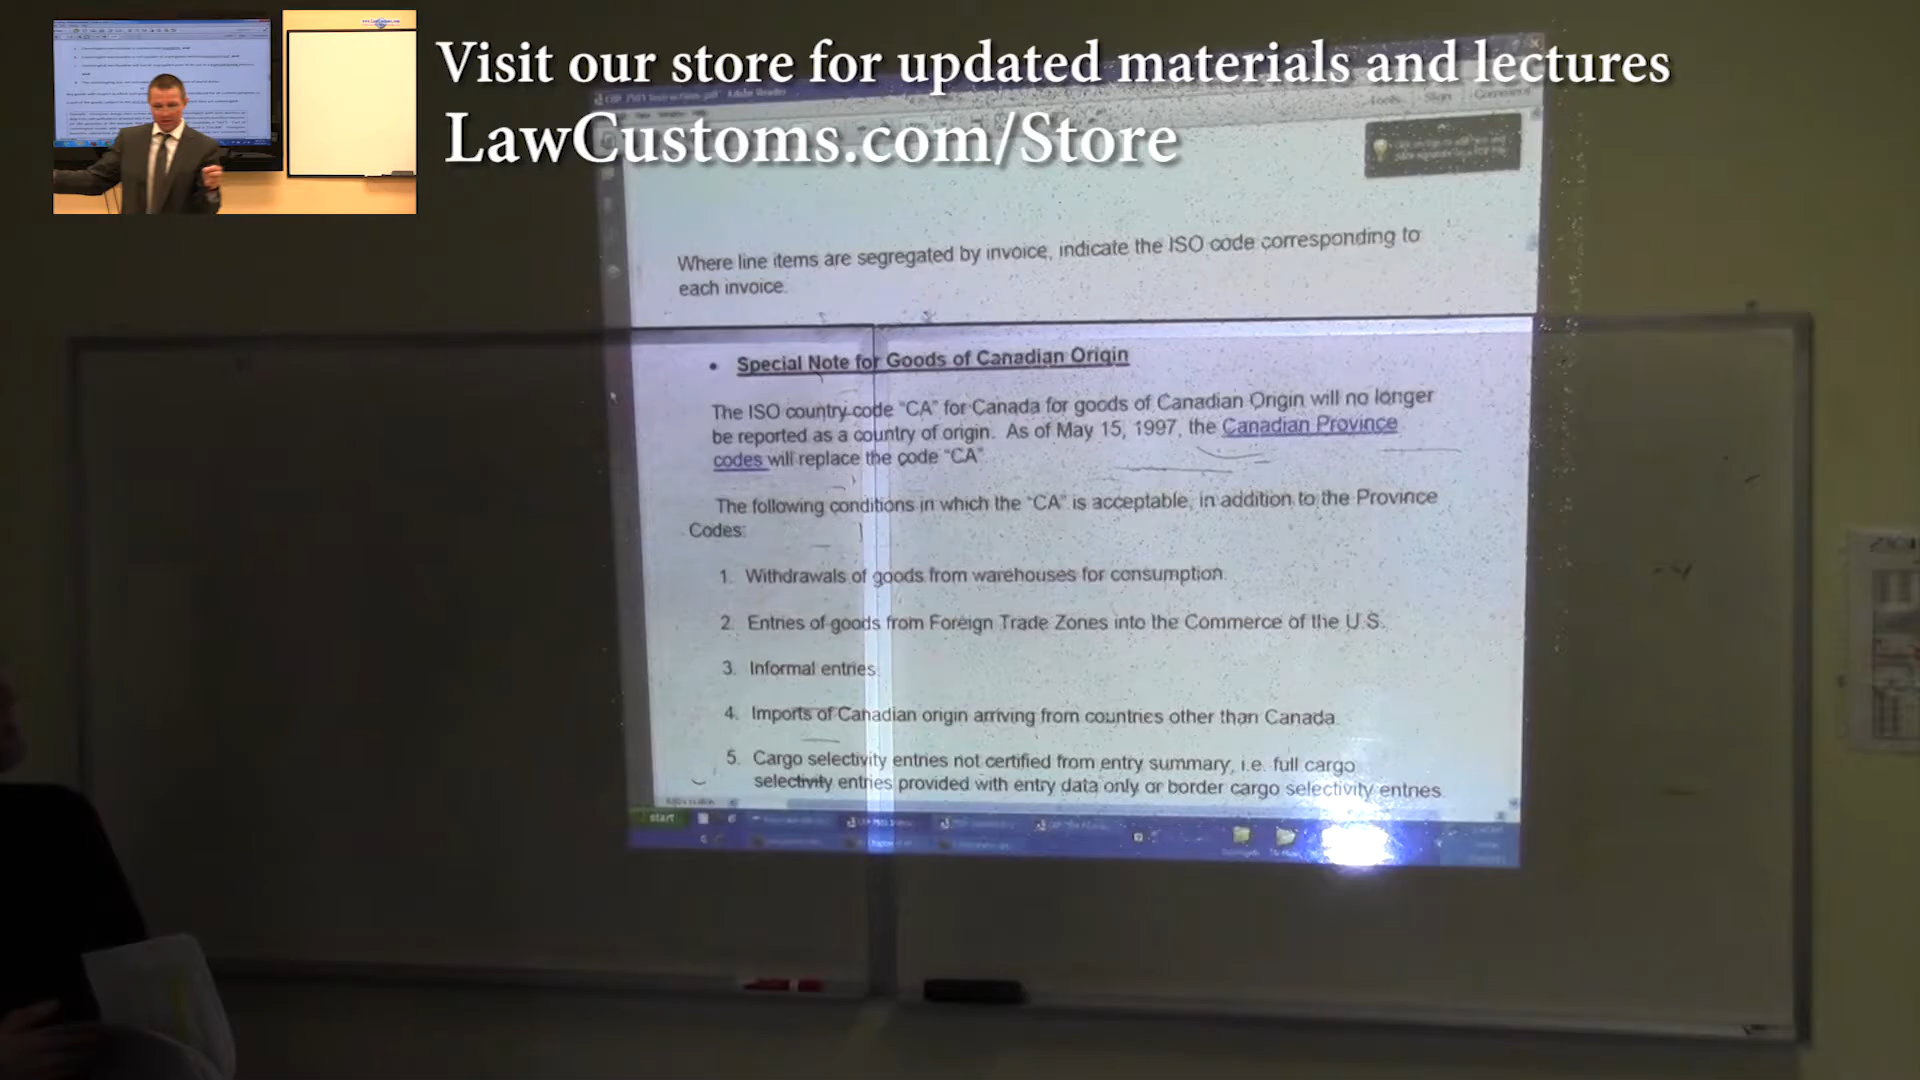 Visit our store for updated materials and lectures
LawCustoms.com/Store
Adobe Reader
Tools
Sign
Comment
Where line items are segregated by invoice, indicate the ISO code corresponding to
each invoice.
• Special Note for Goods of Canadian Origin
The ISO country code "CA" for Canada for goods of Canadian Origin will no longer
be reported as a country of origin. As of May 15, 1997, the Canadian Province
codes will replace the code "CA"
The following conditions in which the "CA" is acceptable, in addition to the Province
Codes:
1. Withdrawals of goods from warehouses for consumption.
2. Entries of goods from Foreign Trade Zones into the Commerce of the U.S.
3. Informal entries
4. Imports of Canadian origin arriving from countries other than Canada.
5. Cargo selectivity entries not certified from entry summary, i.e. full cargo
selectivity entries provided with entry data only or border cargo selectivity entries.
start